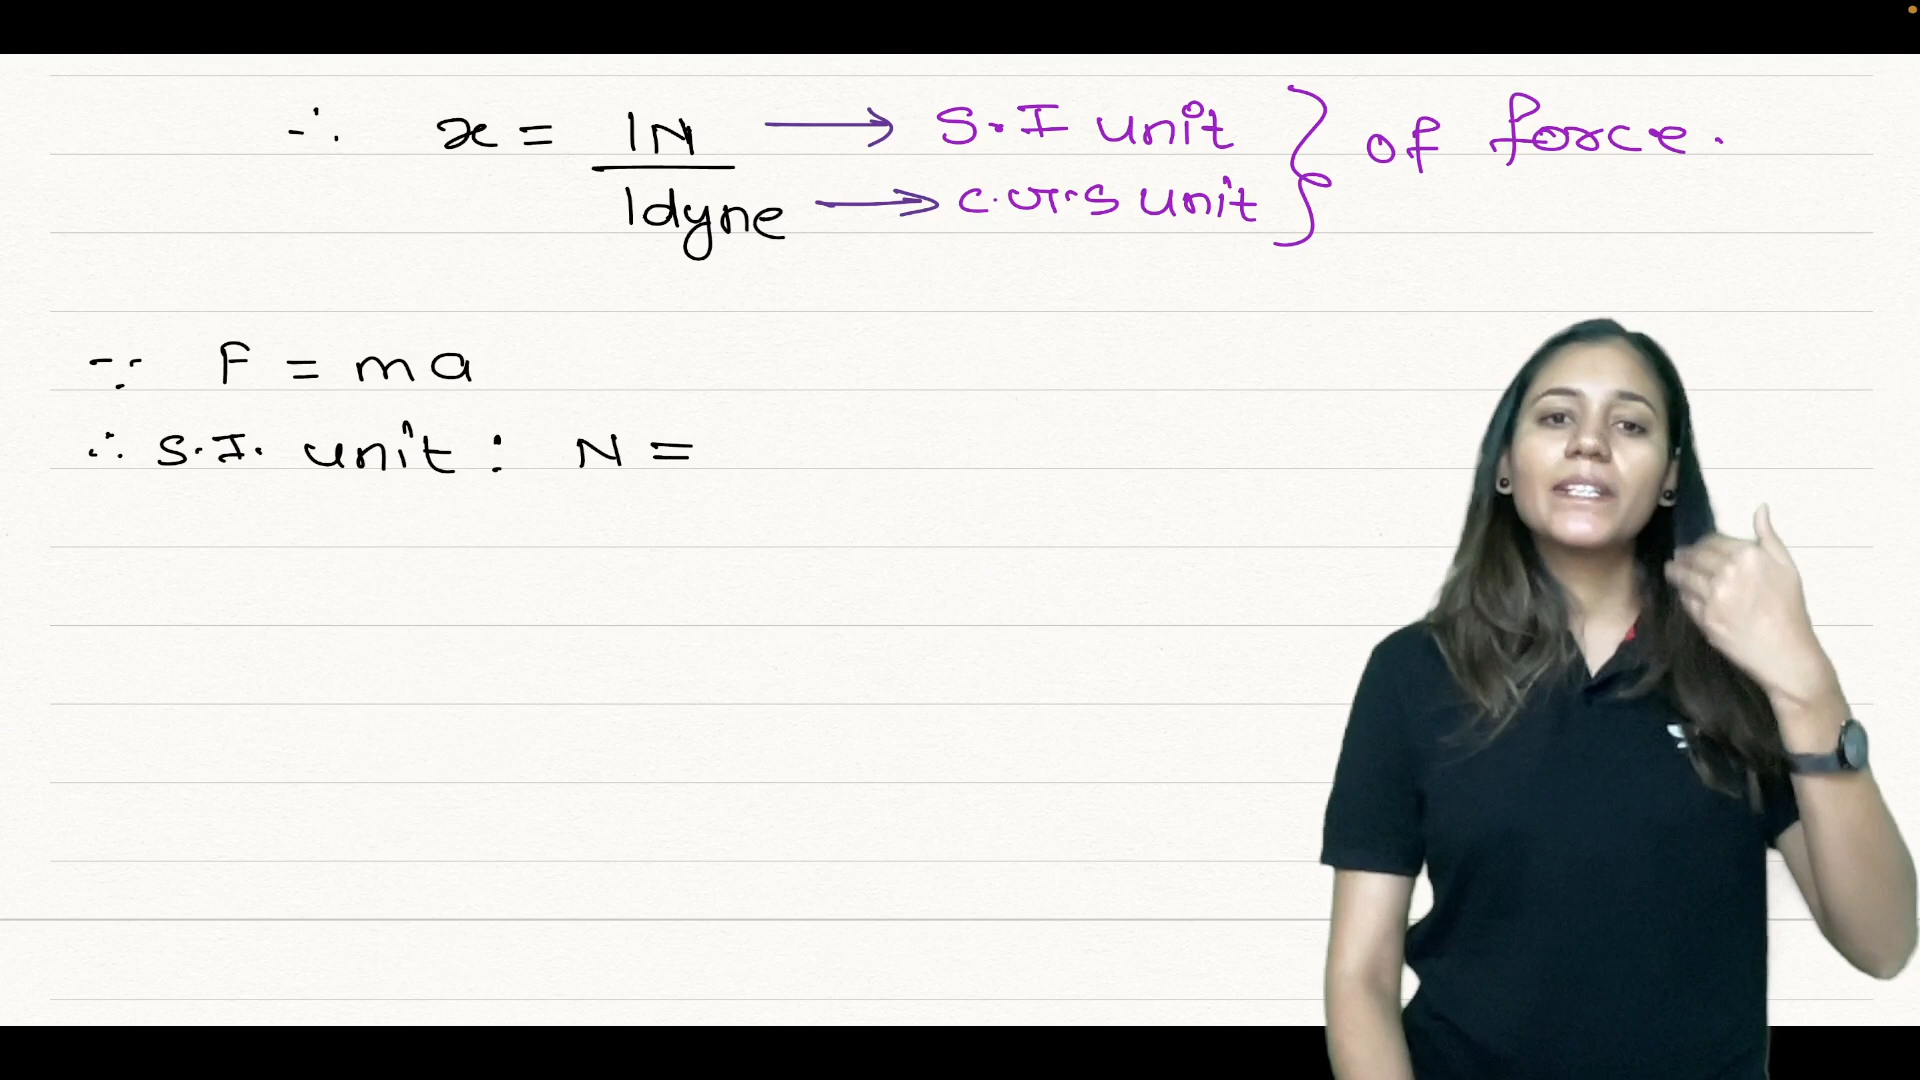 ∴ x = 1N → S.I unit } of force.
1dyne → C.G.S unit
∵ F = ma
∴ S.I. unit : N =